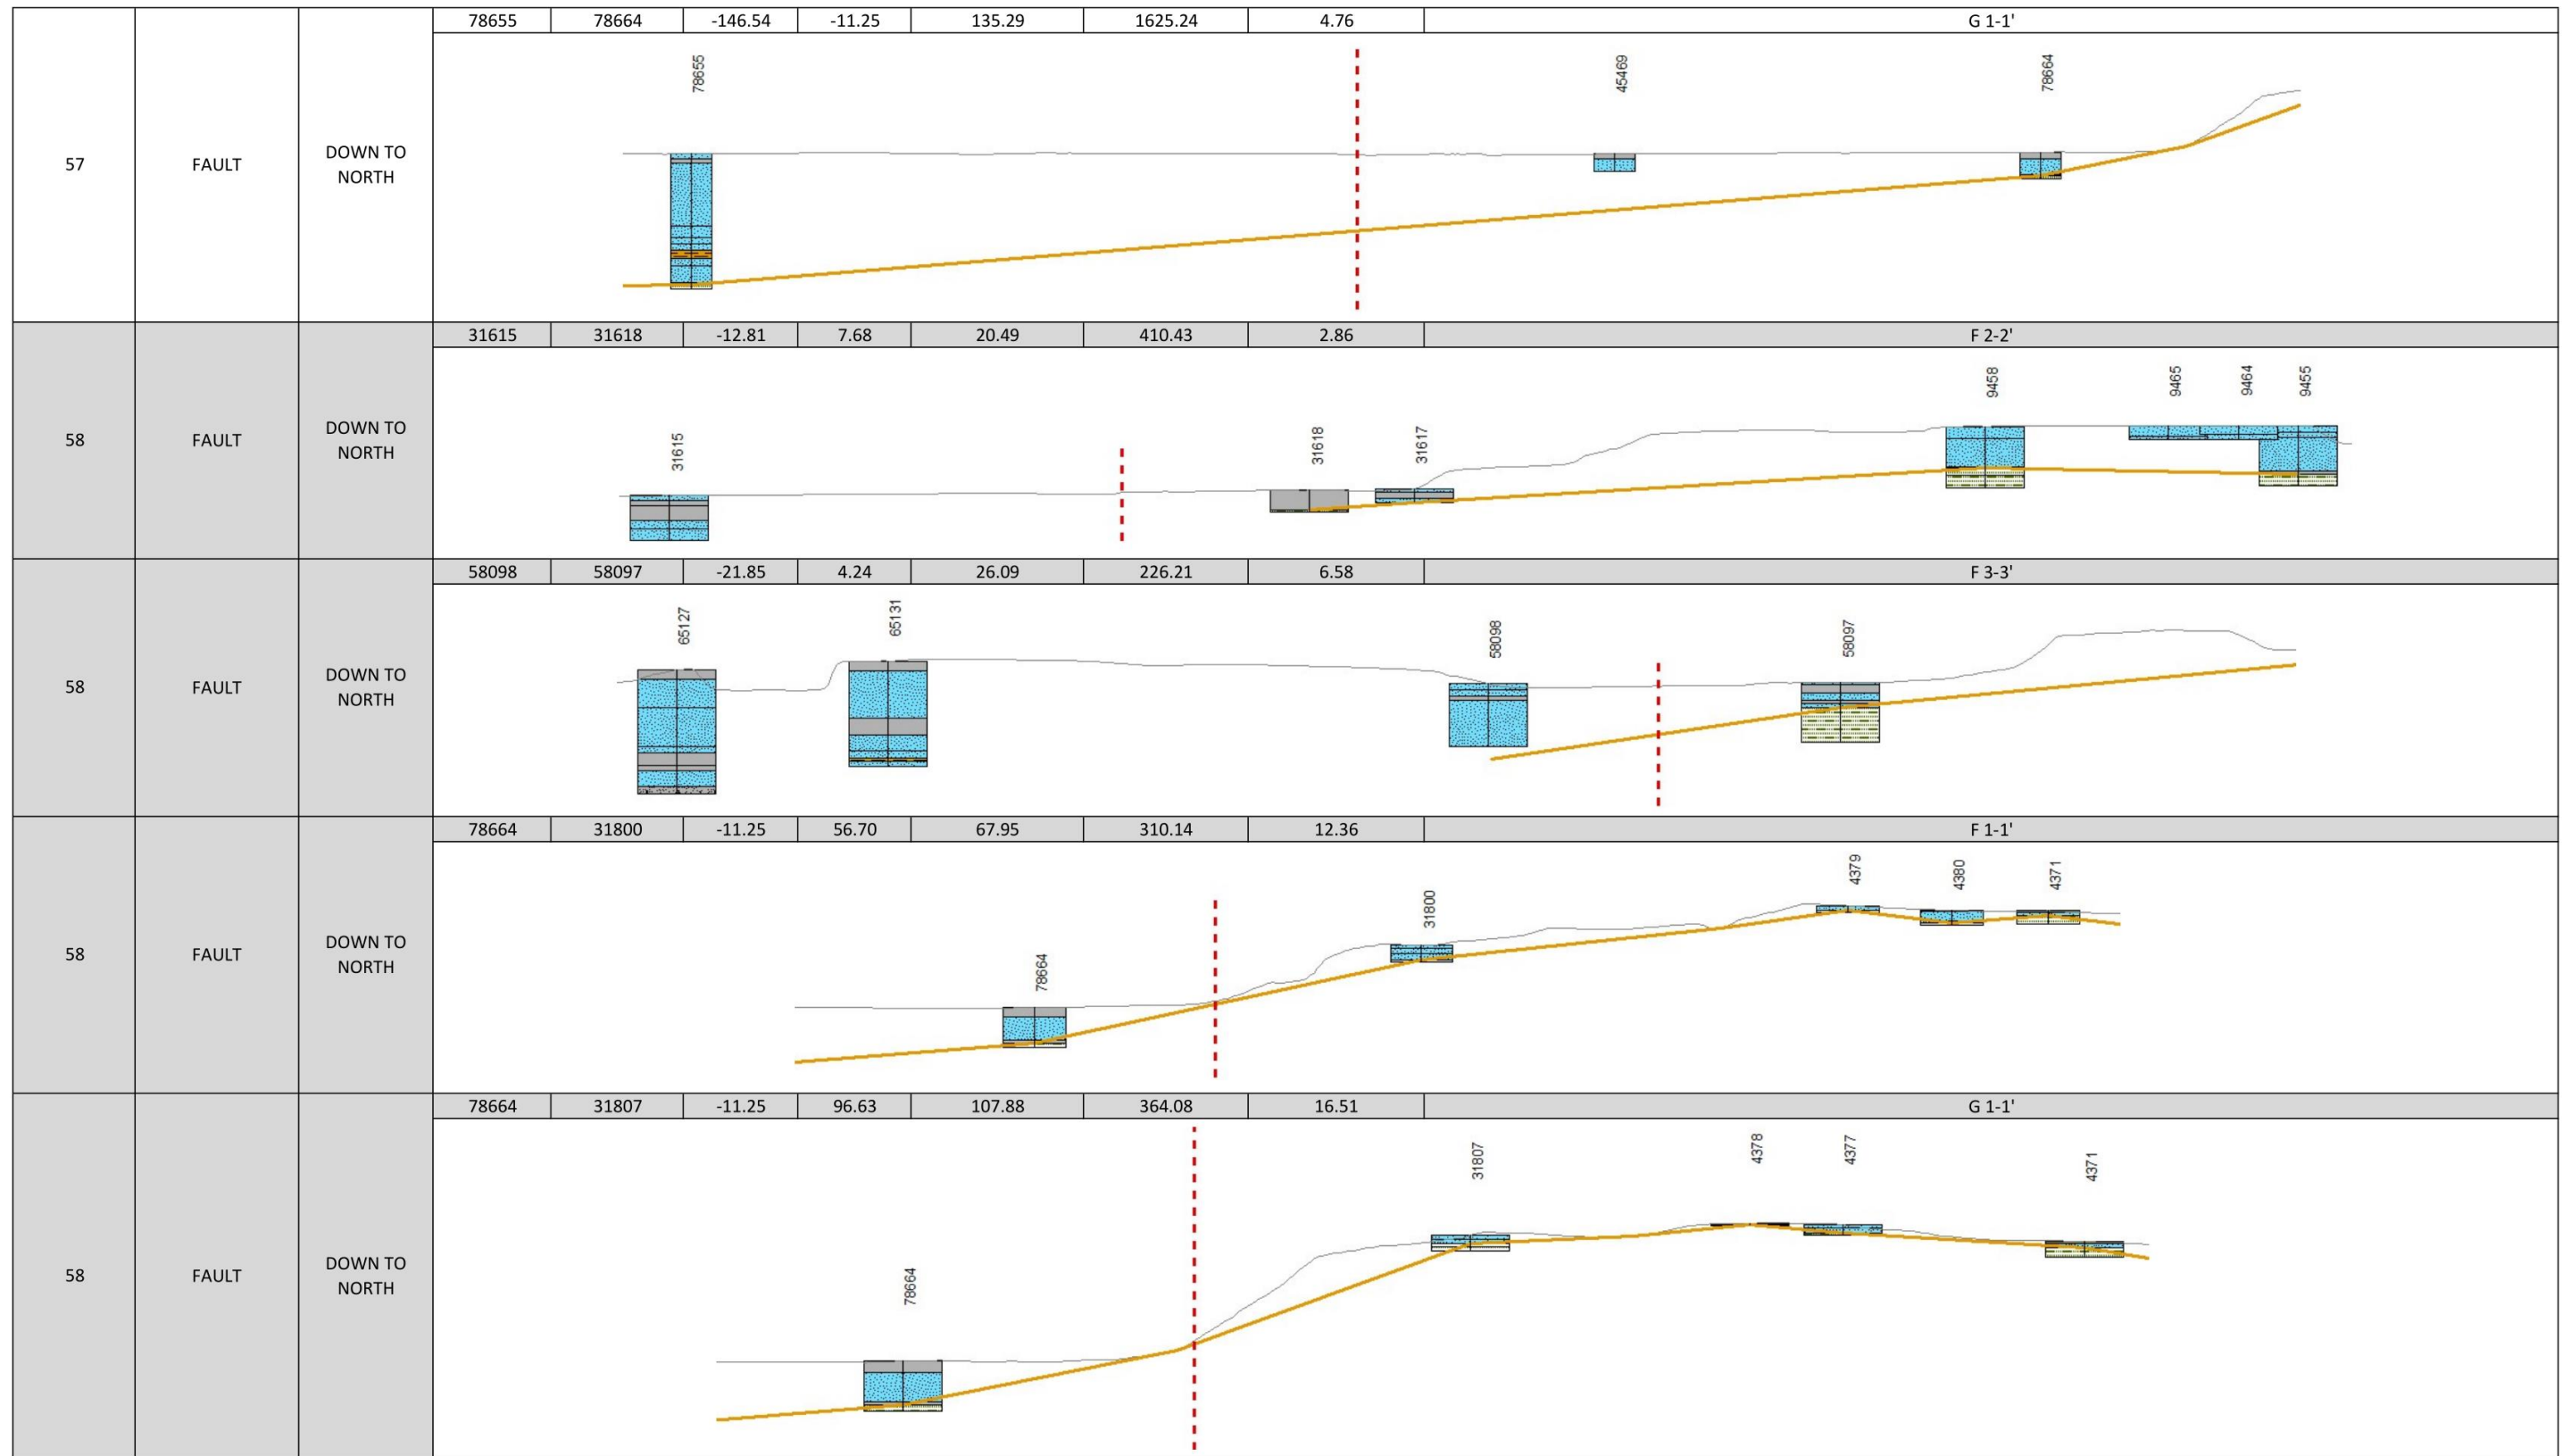 78655 78664 -146.54 -11.25 135.29 1625.24 4.76 G 1-1'
57 FAULT DOWN TO
NORTH
78655 45469 78664
31615 31618 -12.81 7.68 20.49 410.43 2.86 F 2-2'
58 FAULT DOWN TO
NORTH
31615 31618 31617 9458 9465 9464 9455
58098 58097 -21.85 4.24 26.09 226.21 6.58 F 3-3'
58 FAULT DOWN TO
NORTH
65127 65131 58098 58097
78664 31800 -11.25 56.70 67.95 310.14 12.36 F 1-1'
58 FAULT DOWN TO
NORTH
78664 31800 4379 4380 4371
78664 31807 -11.25 96.63 107.88 364.08 16.51 G 1-1'
58 FAULT DOWN TO
NORTH
78664 31807 4378 4377 4371